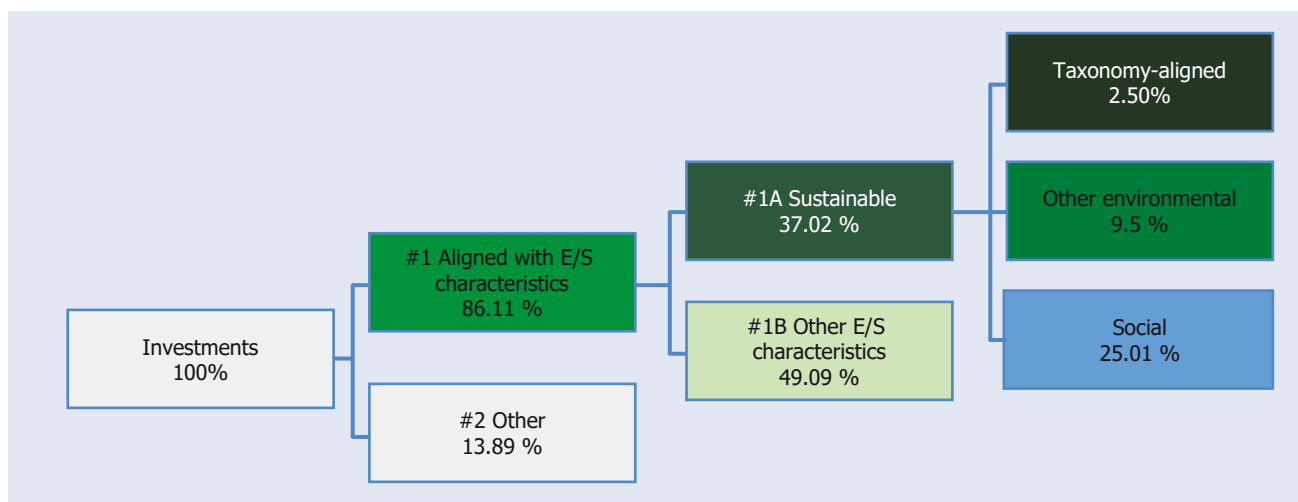 Investments
100%
#1 Aligned with E/S
characteristics
86.11 %
#2 Other
13.89 %
#1A Sustainable
37.02 %
#1B Other E/S
characteristics
49.09 %
Taxonomy-aligned
2.50%
Other environmental
9.5 %
Social
25.01 %